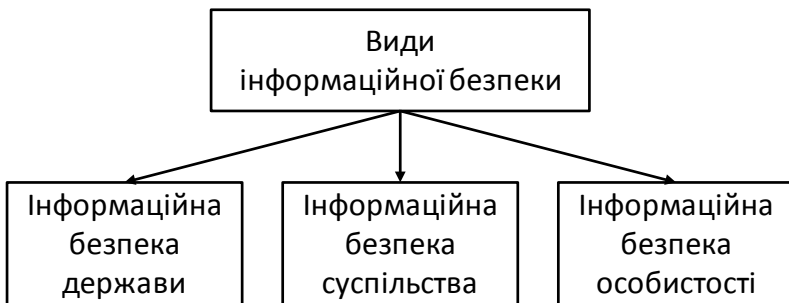 Види
інформаційної безпеки
Інформаційна
безпека
держави
Інформаційна
безпека
суспільства
Інформаційна
безпека
особистості